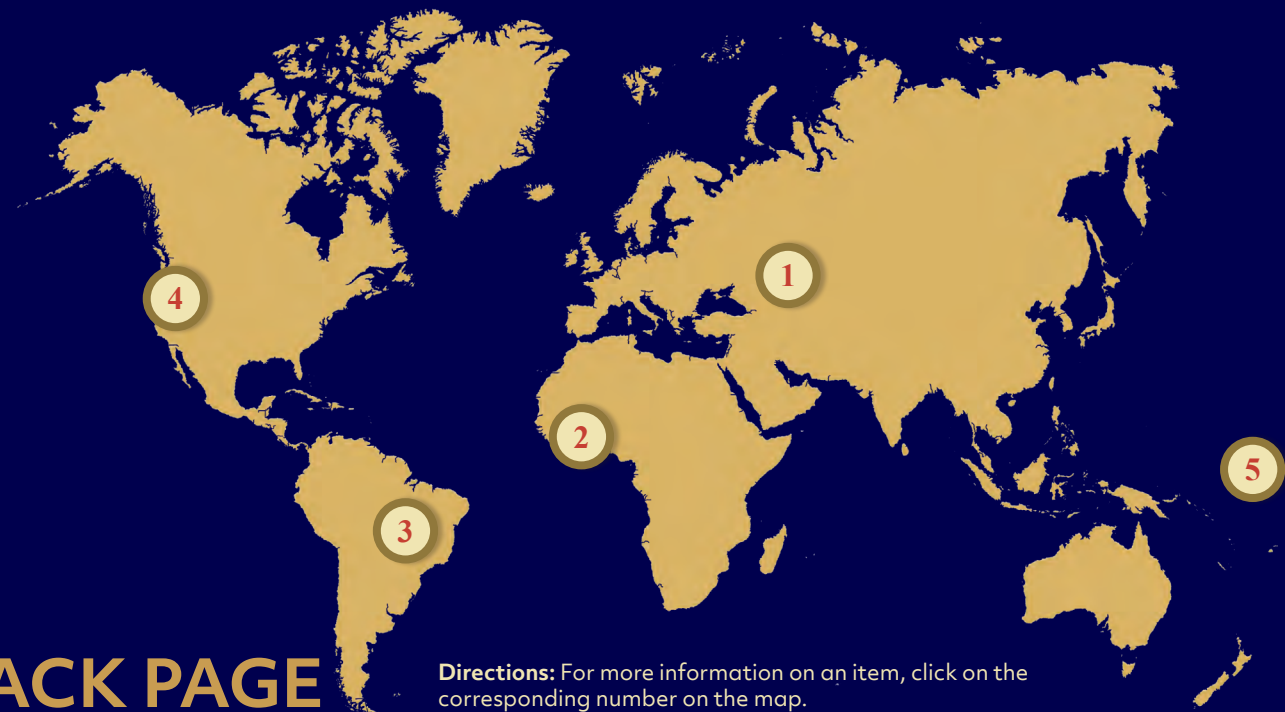 1
4
2
5
3
ACK PAGE
Directions: For more information on an item, click on the
corresponding number on the map.